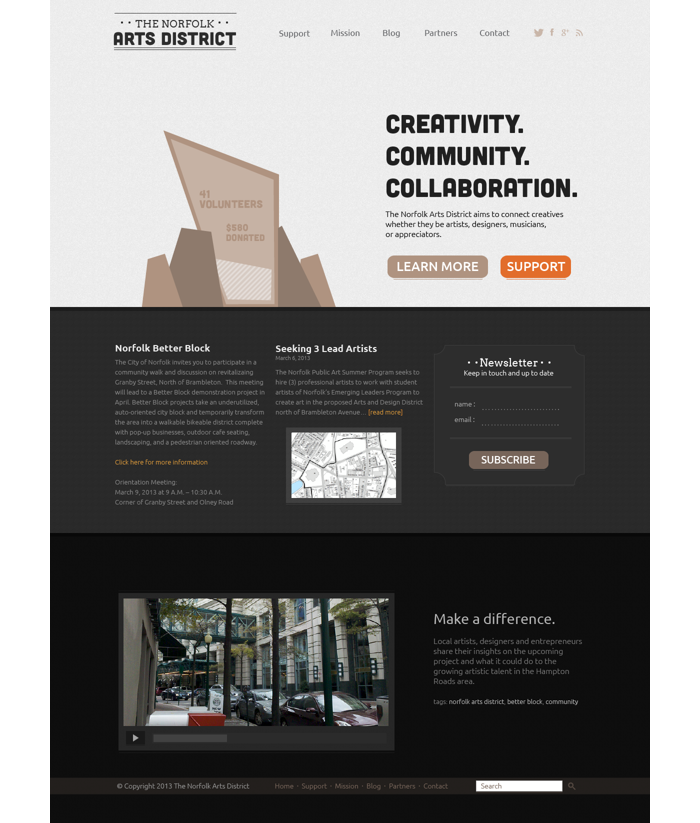 • • THE NORFOLK • •
ARTS DISTRICT
Support Mission Blog Partners Contact
CREATIVITY.
COMMUNITY.
COLLABORATION.
The Norfolk Arts District aims to connect creatives
whether they be artists, designers, musicians,
or appreciators.
LEARN MORE SUPPORT
41
VOLUNTEERS
$580
DONATED
Norfolk Better Block
The City of Norfolk invites you to participate in a
community walk and discussion on revitalizing
Granby Street, North of Brambleton. This meeting
will lead to a Better Block demonstration project in
April. Better Block projects take an underutilized,
auto-oriented city block and temporarily transform
the area into a walkable bikeable district complete
with pop-up businesses, outdoor cafe seating,
landscaping, and a pedestrian oriented roadway.
Click here for more information
Orientation Meeting:
March 9, 2013 at 9 A.M. – 10:30 A.M.
Corner of Granby Street and Olney Road
Seeking 3 Lead Artists
March 6, 2013
The Norfolk Public Art Summer Program seeks to
hire (3) professional artists to work with student
artists of Norfolk's Emerging Leaders Program to
create art in the proposed Arts and Design District
north of Brambleton Avenue... [read more]
• • Newsletter • •
Keep in touch and up to date
name :
email :
SUBSCRIBE
Make a difference.
Local artists, designers and entrepreneurs
share their insights on the upcoming
project and what it could do to the
growing artistic talent in the Hampton
Roads area.
tags: norfolk arts district, better block, community
© Copyright 2013 The Norfolk Arts District
Home · Support · Mission · Blog · Partners · Contact
Search